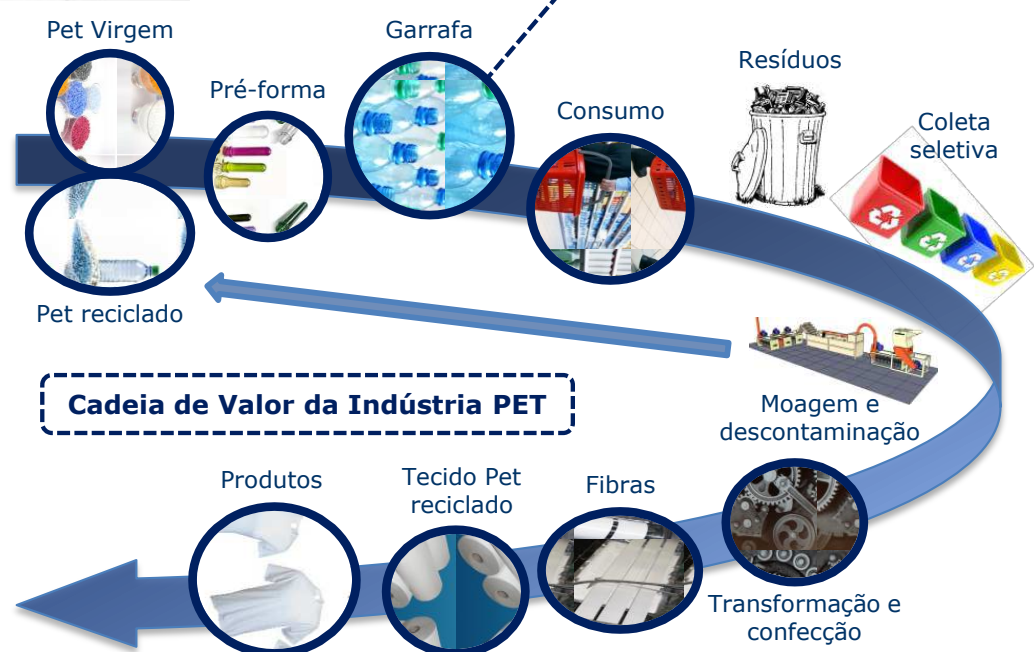 Pet Virgem
Pré-forma
Garrafa
Consumo
Resíduos
Coleta
seletiva
Pet reciclado
Cadeia de Valor da Indústria PET
Moagem e
descontaminação
Produtos
Tecido Pet
reciclado
Fibras
Transformação e
confecção